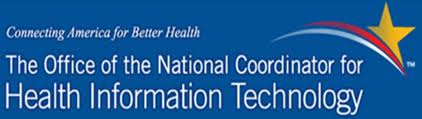 Connecting America for Better Health
The Office of the National Coordinator for
Health Information Technology
TM